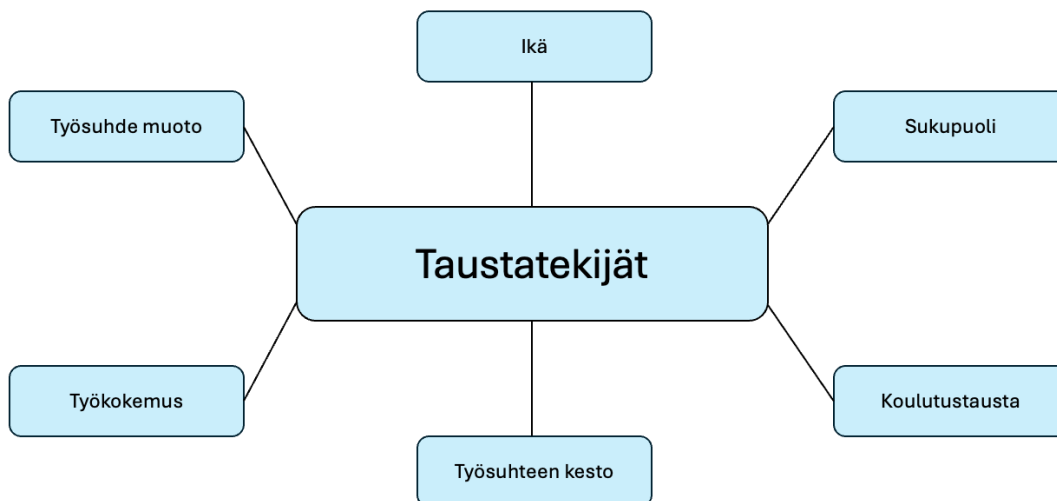 Ikä
Työsuhde muoto
Sukupuoli
Taustatekijät
Työkokemus
Koulutustausta
Työsuhteen kesto